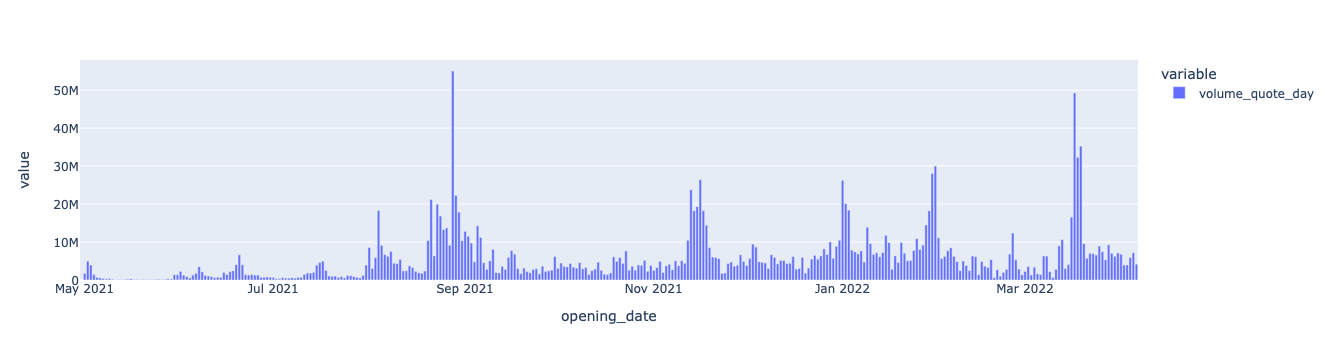 variable
volume_quote_day
value
50M
40M
30M
20M
10M
0
May 2021 Jul 2021 Sep 2021 Nov 2021 Jan 2022 Mar 2022
opening_date